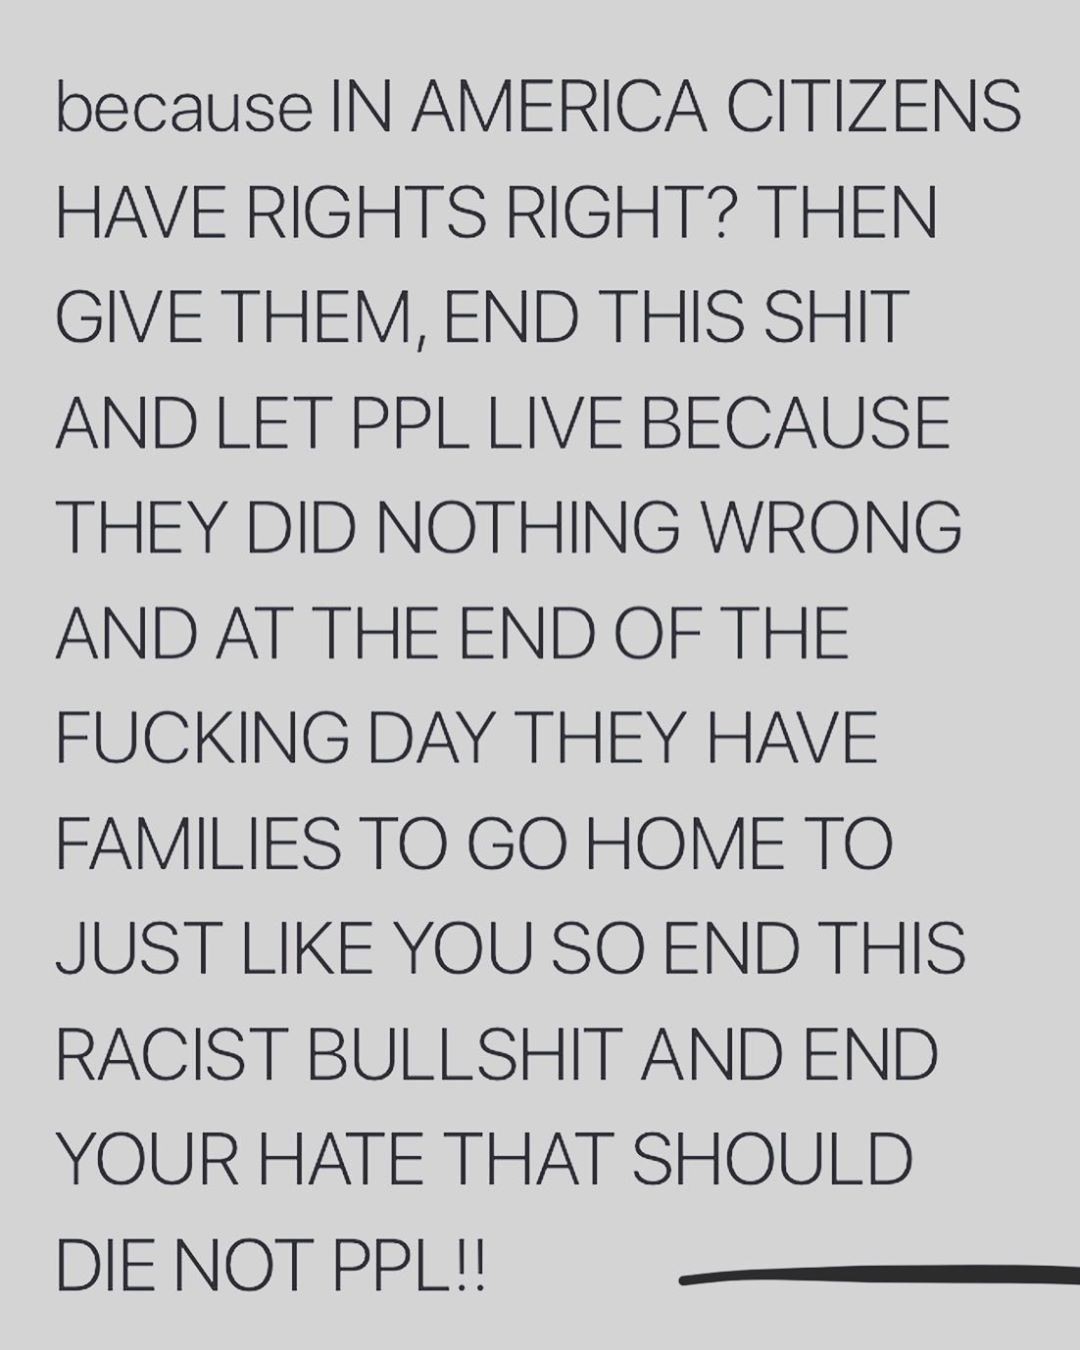 because IN AMERICA CITIZENS
HAVE RIGHTS RIGHT? THEN
GIVE THEM, END THIS SHIT
AND LET PPL LIVE BECAUSE
THEY DID NOTHING WRONG
AND AT THE END OF THE
FUCKING DAY THEY HAVE
FAMILIES TO GO HOME TO
JUST LIKE YOU SO END THIS
RACIST BULLSHIT AND END
YOUR HATE THAT SHOULD
DIE NOT PPL!!